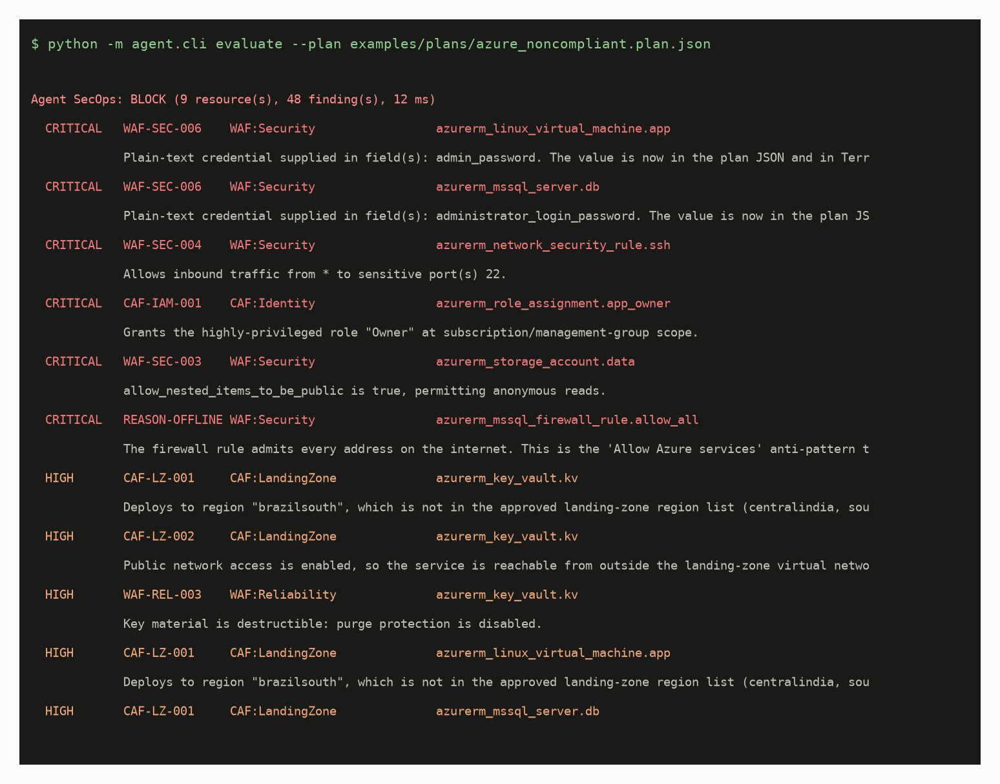 $ python -m agent.cli evaluate --plan examples/plans/azure_noncompliant.plan.json
Agent SecOps: BLOCK (9 resource(s), 48 finding(s), 12 ms)
CRITICAL WAF-SEC-006 WAF:Security azurerm_linux_virtual_machine.app
Plain-text credential supplied in field(s): admin_password. The value is now in the plan JSON and in Terr
CRITICAL WAF-SEC-006 WAF:Security azurerm_mssql_server.db
Plain-text credential supplied in field(s): administrator_login_password. The value is now in the plan JS
CRITICAL WAF-SEC-004 WAF:Security azurerm_network_security_rule.ssh
Allows inbound traffic from * to sensitive port(s) 22.
CRITICAL CAF-IAM-001 CAF:Identity azurerm_role_assignment.app_owner
Grants the highly-privileged role "Owner" at subscription/management-group scope.
CRITICAL WAF-SEC-003 WAF:Security azurerm_storage_account.data
allow_nested_items_to_be_public is true, permitting anonymous reads.
CRITICAL REASON-OFFLINE WAF:Security azurerm_mssql_firewall_rule.allow_all
The firewall rule admits every address on the internet. This is the 'Allow Azure services' anti-pattern t
HIGH CAF-LZ-001 CAF:LandingZone azurerm_key_vault.kv
Deploys to region "brazilsouth", which is not in the approved landing-zone region list (centralindia, sou
HIGH CAF-LZ-002 CAF:LandingZone azurerm_key_vault.kv
Public network access is enabled, so the service is reachable from outside the landing-zone virtual netwo
HIGH WAF-REL-003 WAF:Reliability azurerm_key_vault.kv
Key material is destructible: purge protection is disabled.
HIGH CAF-LZ-001 CAF:LandingZone azurerm_linux_virtual_machine.app
Deploys to region "brazilsouth", which is not in the approved landing-zone region list (centralindia, sou
HIGH CAF-LZ-001 CAF:LandingZone azurerm_mssql_server.db